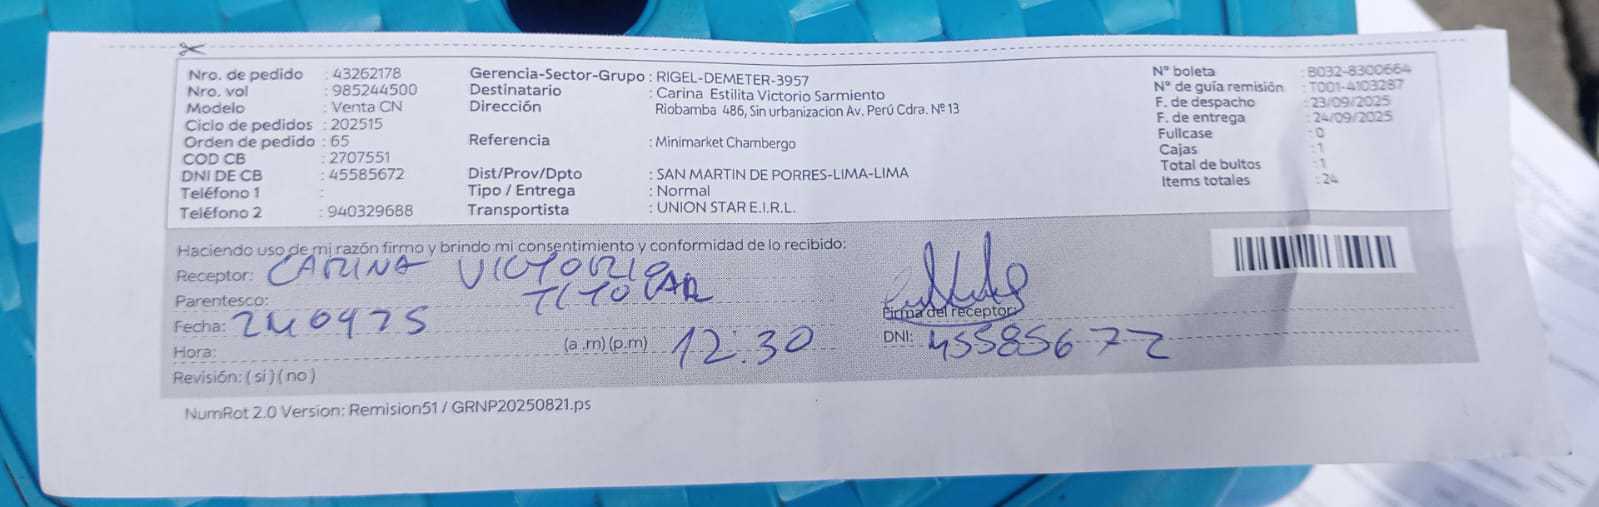 Nro. de pedido : 43262178
Nro. vol : 985244500
Modelo : Venta CN
Ciclo de pedidos : 202515
Orden de pedido : 65
COD CB : 2707551
DNI DE CB : 45585672
Teléfono 1 :
Teléfono 2 : 940329688
Gerencia-Sector-Grupo : RIGEL-DEMETER-3957
Destinatario : Carina Estilita Victorio Sarmiento
Dirección Riobamba 486, Sin urbanizacion Av. Perú Cdra. Nº 13
Referencia : Minimarket Chambergo
Dist/Prov/Dpto : SAN MARTIN DE PORRES-LIMA-LIMA
Tipo / Entrega : Normal
Transportista : UNION STAR E.I.R.L.
Nº boleta : B032-8300664
Nº de guía remisión : T001-4103287
F. de despacho : 23/09/2025
F. de entrega : 24/09/2025
Fullcase : 0
Cajas : 1
Total de bultos : 1
Items totales : 24
Haciendo uso de mi razón firmo y brindo mi consentimiento y conformidad de lo recibido:
Receptor: CARINA VICTORIO
Parentesco: TITULAR
Fecha: 240925
Hora: (a .m) (p.m) 12:30
Revisión: ( si ) ( no )
Firma del receptor:
DNI: 45585672
NumRot 2.0 Version: Remision51 / GRNP20250821.ps